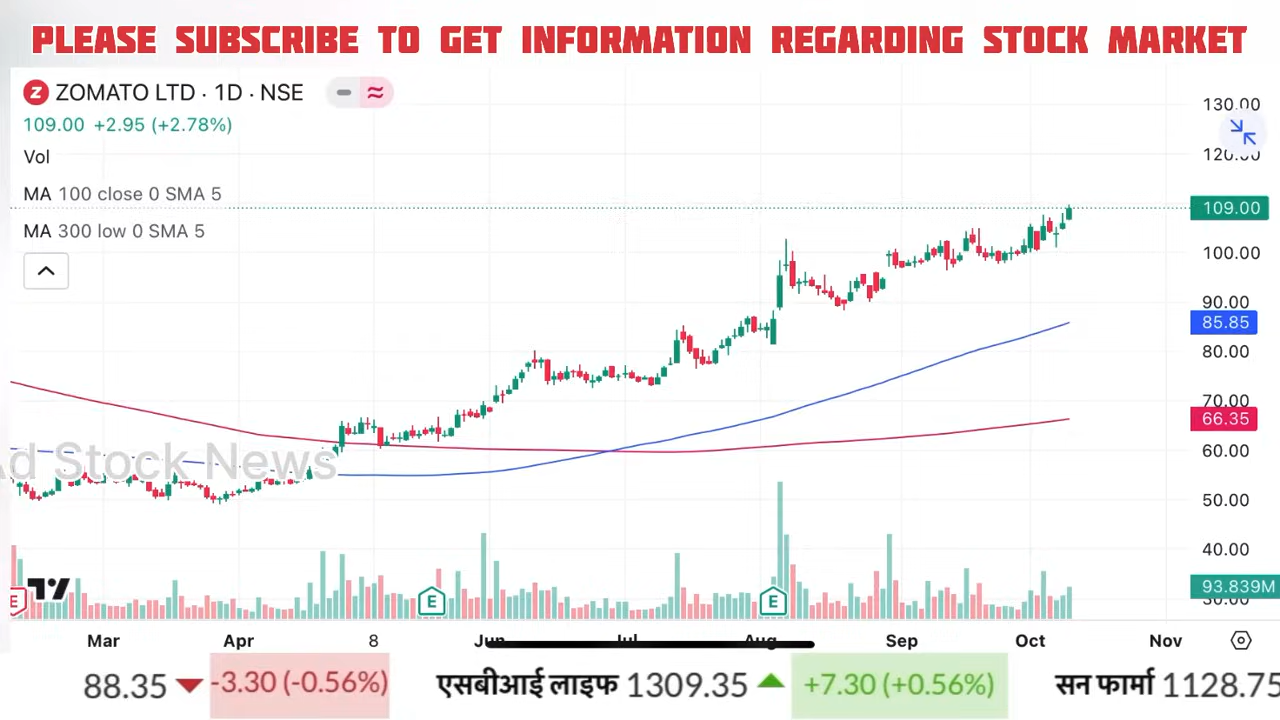 PLEASE SUBSCRIBE TO GET INFORMATION REGARDING STOCK MARKET
Z ZOMATO LTD · 1D · NSE
109.00 +2.95 (+2.78%)
Vol
MA 100 close 0 SMA 5
MA 300 low 0 SMA 5
130.00
120.00
109.00
100.00
90.00
85.85
80.00
70.00
66.35
60.00
50.00
40.00
93.839M
Ad Stock News
E E E
Mar Apr 8 Jun Jul Aug Sep Oct Nov
88.35 -3.30 (-0.56%) एसबीआई लाइफ 1309.35 +7.30 (+0.56%) सन फार्मा 1128.75